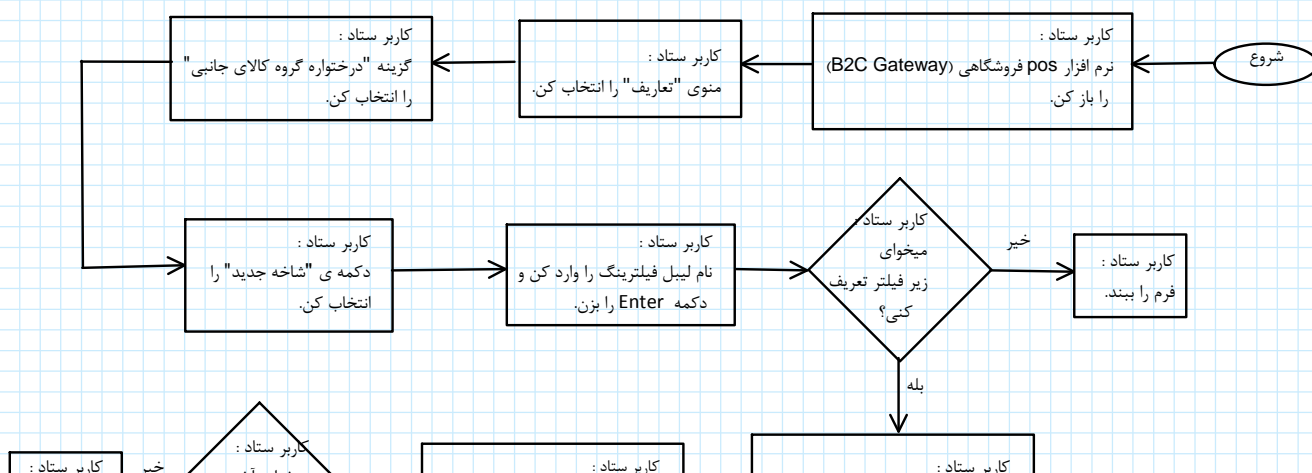 شروع
کاربر ستاد :
نرم افزار pos فروشگاهی (B2C Gateway)
را باز کن.
کاربر ستاد :
منوی "تعاریف" را انتخاب کن.
کاربر ستاد :
گزینه "درختواره گروه کالای جانبی"
را انتخاب کن.
کاربر ستاد :
دکمه ی "شاخه جدید" را
انتخاب کن.
کاربر ستاد :
نام لیبل فیلترینگ را وارد کن و
دکمه Enter را بزن.
کاربر ستاد :
میخوای
زیر فیلتر تعریف
کنی؟
خیر
کاربر ستاد :
فرم را ببند.
بله
کاربر ستاد :
کاربر ستاد :
کاربر ستاد :
خیر
کاربر ستاد :